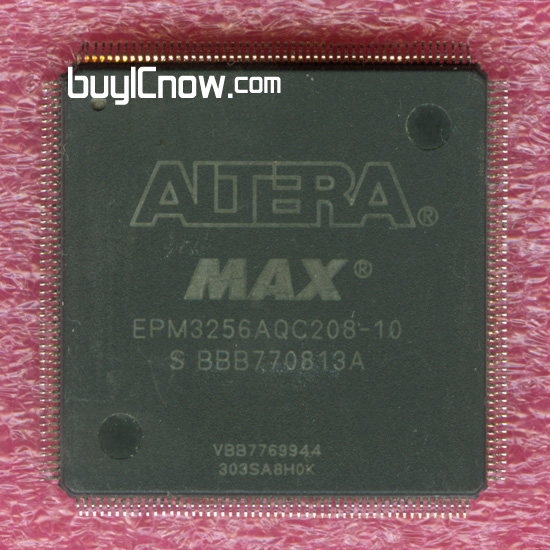 buyICnow.com
ALTERA®
MAX®
EPM3256AQC208-10
S BBB770813A
VBB7769944
303SA8H0K